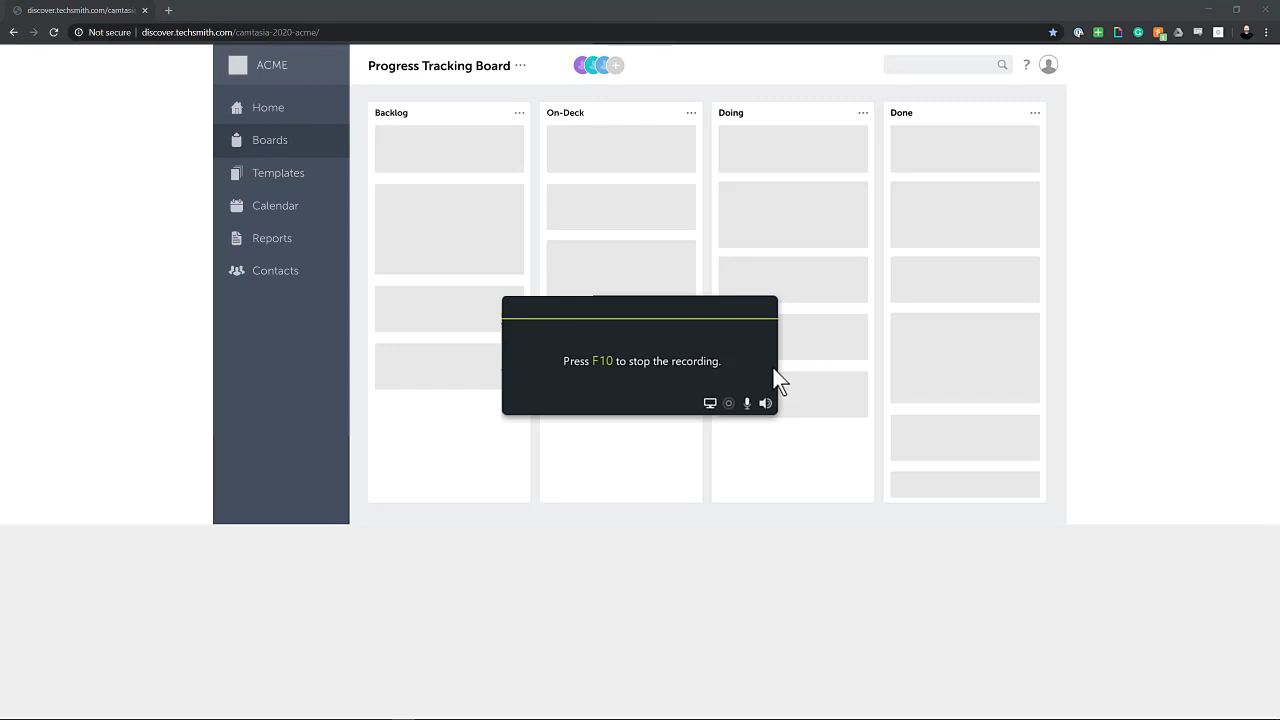 discover.techsmith.com/camtasia
Not secure
discover.techsmith.com/camtasia-2020-acme/
ACME
Progress Tracking Board
?
Home
Boards
Templates
Calendar
Reports
Contacts
Backlog
On-Deck
Doing
Done
Press F10 to stop the recording.